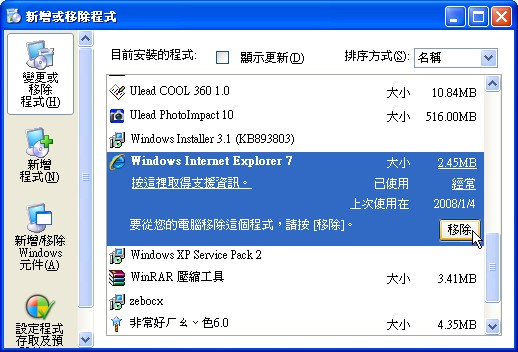 新增或移除程式
變更或
移除
程式(H)
新增
程式(N)
新增/移除
Windows
元件(A)
設定程式
存取及預
目前安裝的程式:
顯示更新(D)
排序方式(S): 名稱
Ulead COOL 360 1.0 大小 10.84MB
Ulead PhotoImpact 10 大小 516.00MB
Windows Installer 3.1 (KB893803)
Windows Internet Explorer 7 大小 2.45MB
按這裡取得支援資訊。 已使用 經常
上次使用在 2008/1/4
要從您的電腦移除這個程式，請按 [移除]。 移除
Windows XP Service Pack 2
WinRAR 壓縮工具 大小 3.41MB
zebocx
非常好ㄏㄠˇ色6.0 大小 4.35MB